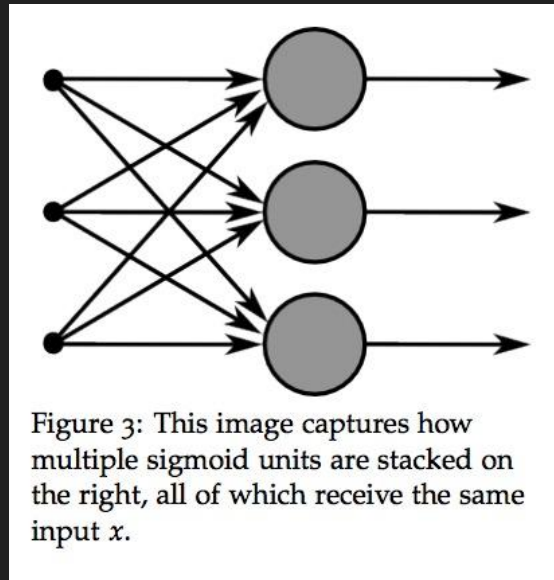 Figure 3: This image captures how
multiple sigmoid units are stacked on
the right, all of which receive the same
input x.